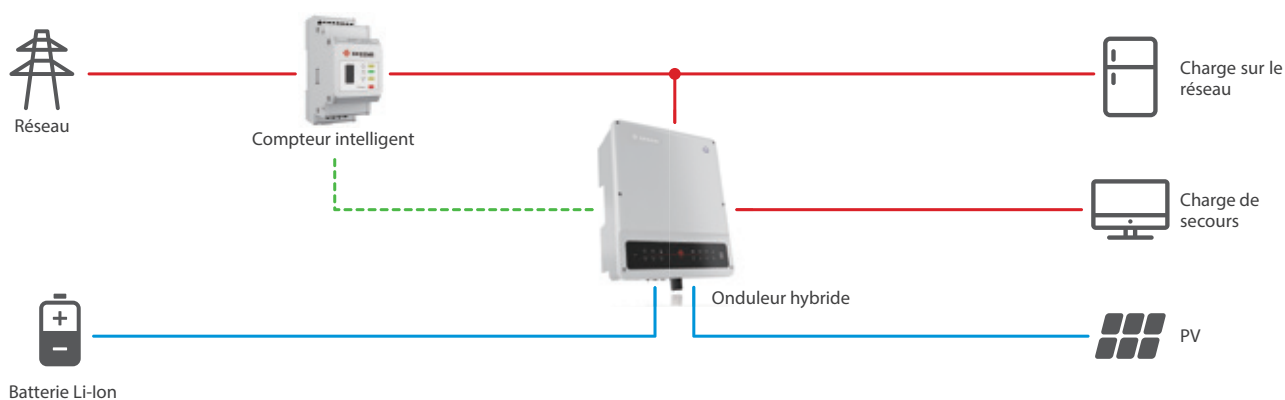 Réseau
Compteur intelligent
Charge sur le
réseau
Charge de
secours
Onduleur hybride
PV
Batterie Li-Ion